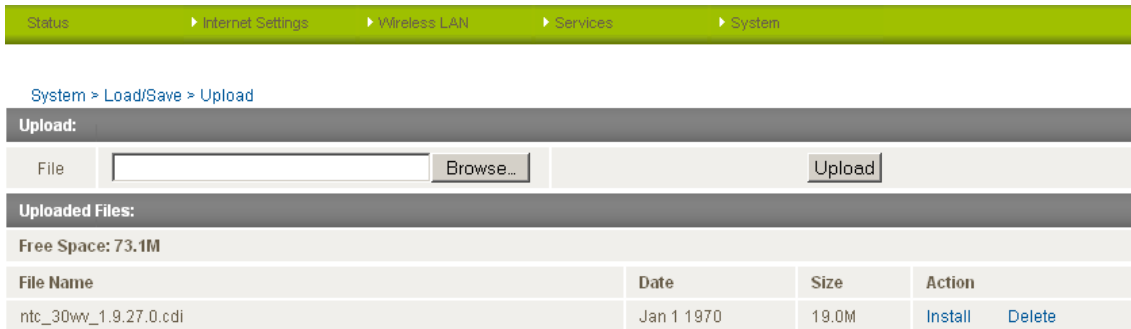 Status Internet Settings Wireless LAN Services System
System > Load/Save > Upload
Upload:
File Browse... Upload
Uploaded Files:
Free Space: 73.1M
File Name Date Size Action
ntc_30wv_1.9.27.0.cdi Jan 1 1970 19.0M Install Delete